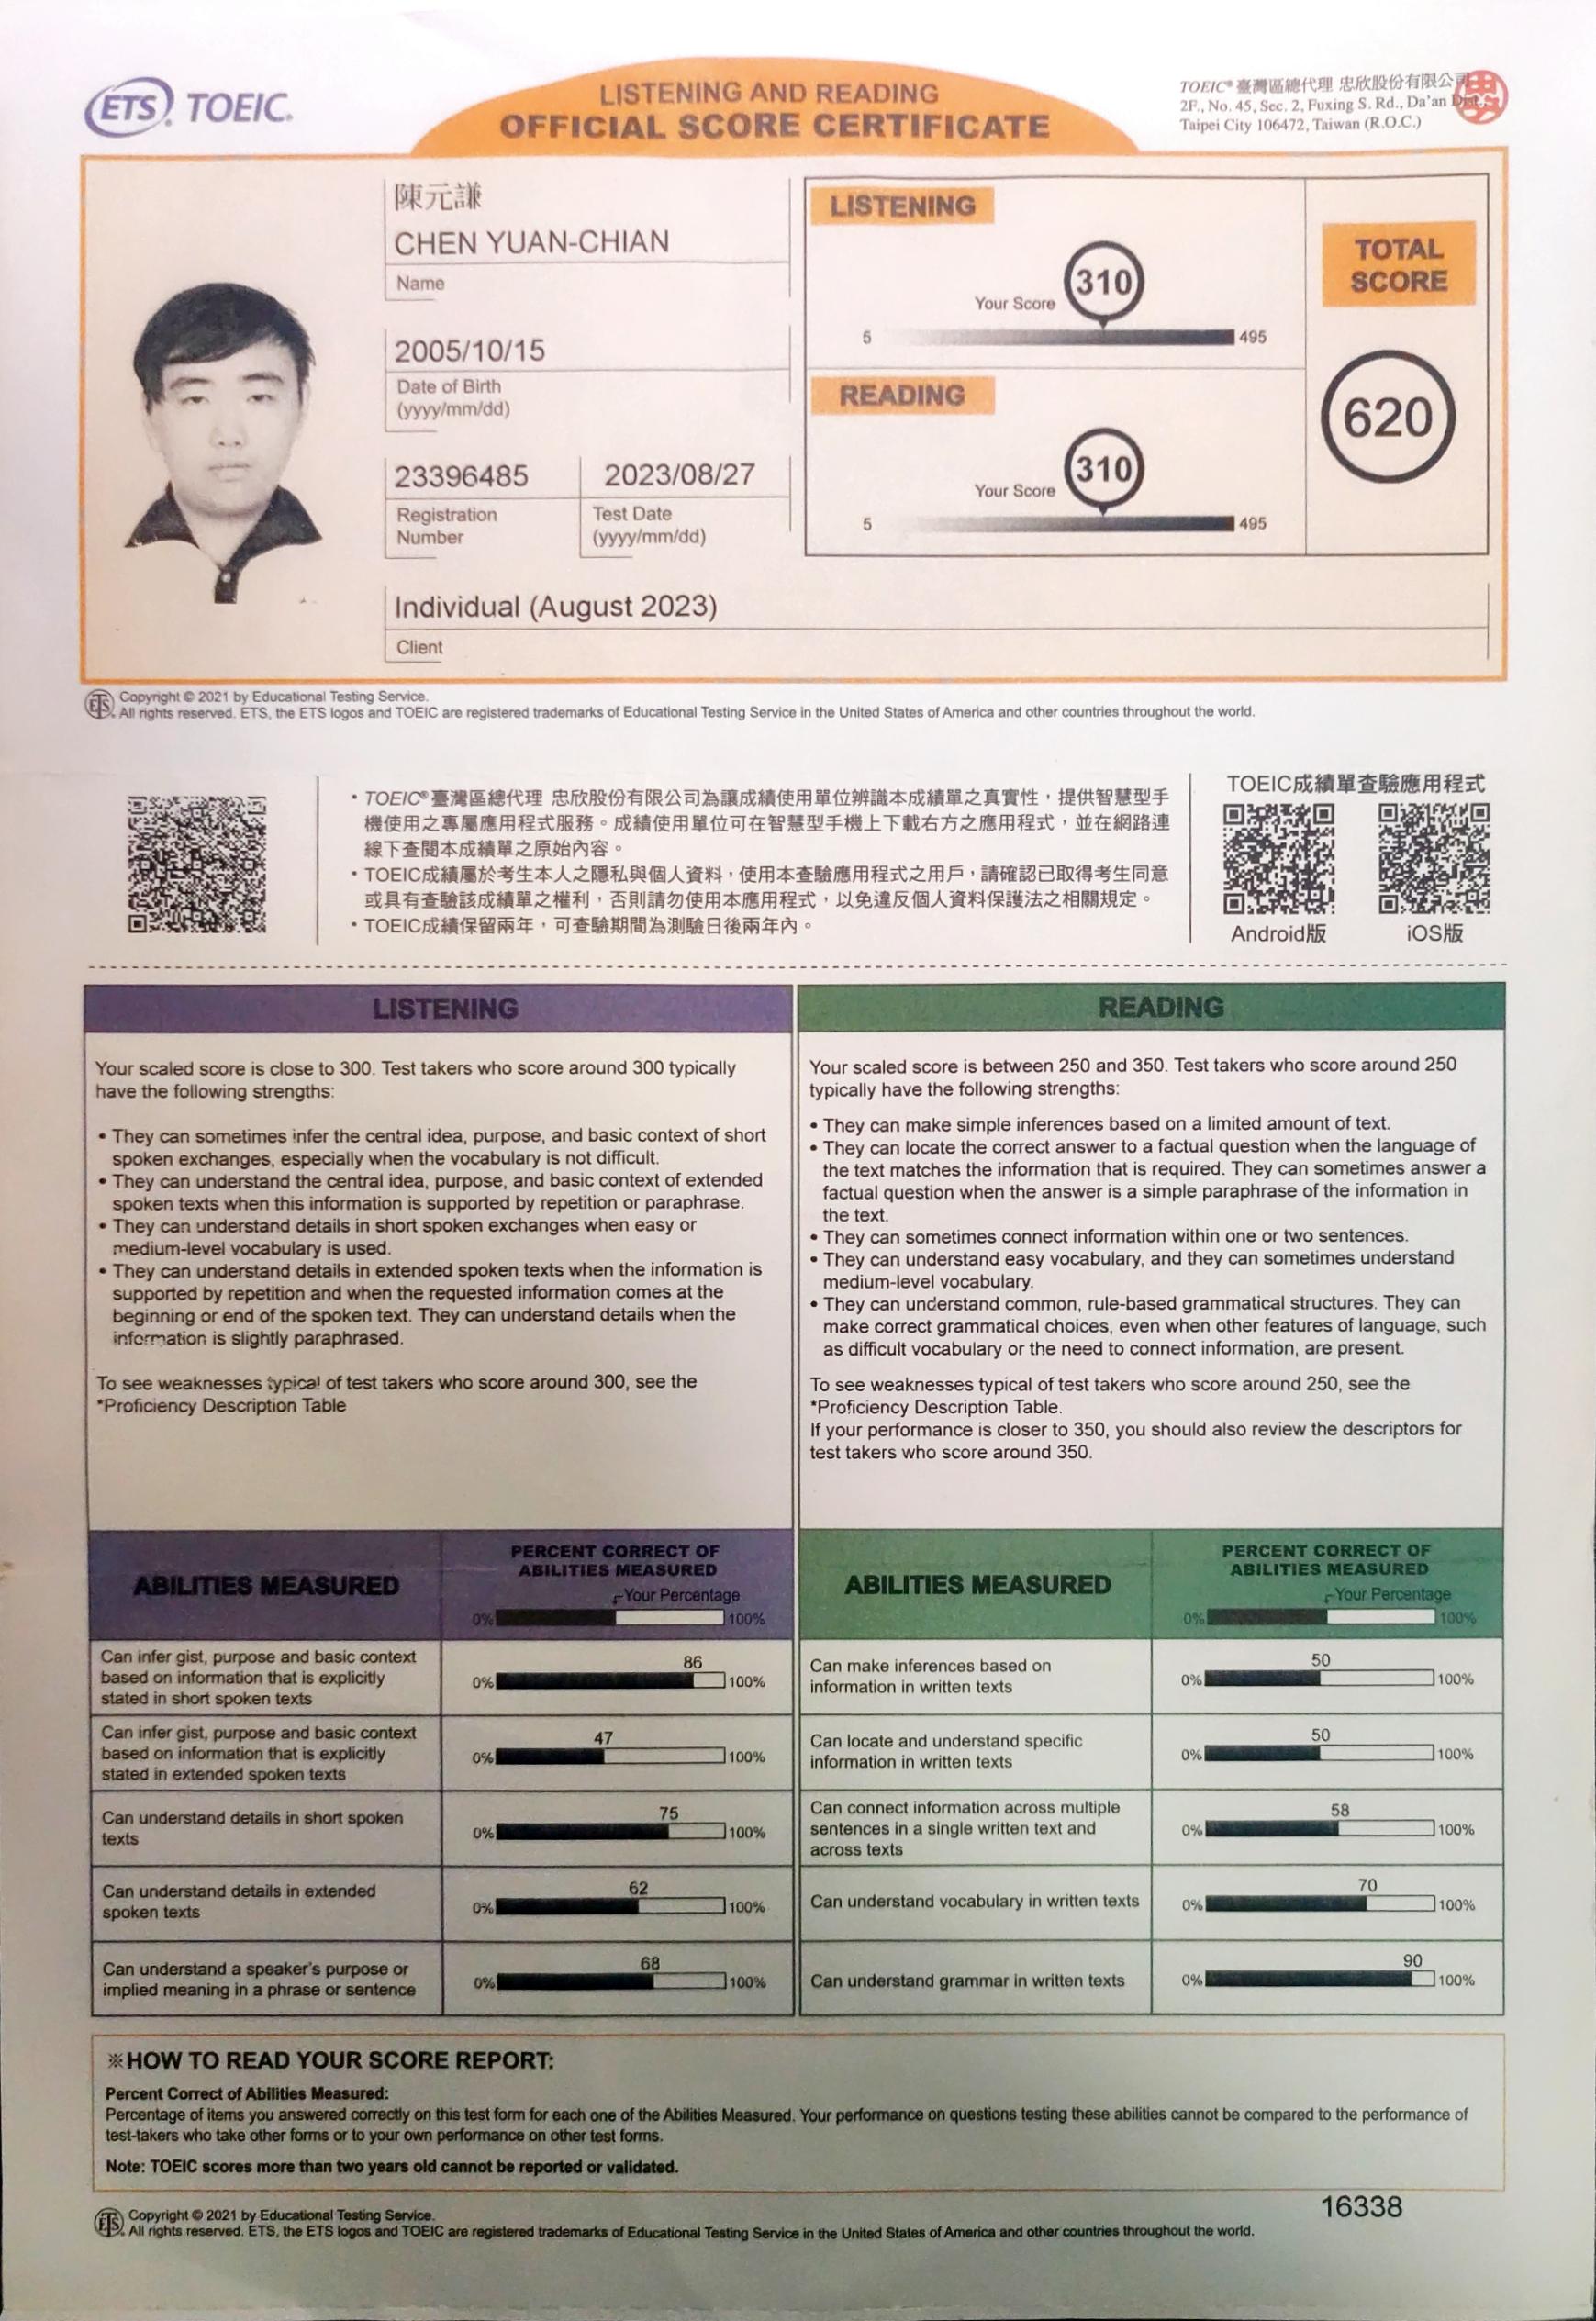 ETS® TOEIC®
LISTENING AND READING
OFFICIAL SCORE CERTIFICATE
TOEIC® 臺灣區總代理 忠欣股份有限公司
2F., No. 45, Sec. 2, Fuxing S. Rd., Da'an Dist.,
Taipei City 106472, Taiwan (R.O.C.)
陳元謙
CHEN YUAN-CHIAN
Name
2005/10/15
Date of Birth
(yyyy/mm/dd)
23396485
Registration
Number
2023/08/27
Test Date
(yyyy/mm/dd)
Individual (August 2023)
Client
LISTENING
Your Score 310
5 495
READING
Your Score 310
5 495
TOTAL
SCORE
620
Copyright © 2021 by Educational Testing Service.
All rights reserved. ETS, the ETS logos and TOEIC are registered trademarks of Educational Testing Service in the United States of America and other countries throughout the world.
• TOEIC® 臺灣區總代理 忠欣股份有限公司為讓成績使用單位辨識本成績單之真實性，提供智慧型手
機使用之專屬應用程式服務。成績使用單位可在智慧型手機上下載右方之應用程式，並在網路連
線下查閱本成績單之原始內容。
• TOEIC成績屬於考生本人之隱私與個人資料，使用本查驗應用程式之用戶，請確認已取得考生同意
或具有查驗該成績單之權利，否則請勿使用本應用程式，以免違反個人資料保護法之相關規定。
• TOEIC成績保留兩年，可查驗期間為測驗日後兩年內。
TOEIC成績單查驗應用程式
Android版 iOS版
LISTENING
Your scaled score is close to 300. Test takers who score around 300 typically
have the following strengths:
• They can sometimes infer the central idea, purpose, and basic context of short
spoken exchanges, especially when the vocabulary is not difficult.
• They can understand the central idea, purpose, and basic context of extended
spoken texts when this information is supported by repetition or paraphrase.
• They can understand details in short spoken exchanges when easy or
medium-level vocabulary is used.
• They can understand details in extended spoken texts when the information is
supported by repetition and when the requested information comes at the
beginning or end of the spoken text. They can understand details when the
information is slightly paraphrased.
To see weaknesses typical of test takers who score around 300, see the
*Proficiency Description Table
READING
Your scaled score is between 250 and 350. Test takers who score around 250
typically have the following strengths:
• They can make simple inferences based on a limited amount of text.
• They can locate the correct answer to a factual question when the language of
the text matches the information that is required. They can sometimes answer a
factual question when the answer is a simple paraphrase of the information in
the text.
• They can sometimes connect information within one or two sentences.
• They can understand easy vocabulary, and they can sometimes understand
medium-level vocabulary.
• They can understand common, rule-based grammatical structures. They can
make correct grammatical choices, even when other features of language, such
as difficult vocabulary or the need to connect information, are present.
To see weaknesses typical of test takers who score around 250, see the
*Proficiency Description Table.
If your performance is closer to 350, you should also review the descriptors for
test takers who score around 350.
ABILITIES MEASURED
PERCENT CORRECT OF
ABILITIES MEASURED
Your Percentage
0% 100%
Can infer gist, purpose and basic context
based on information that is explicitly
stated in short spoken texts
86
0% 100%
Can infer gist, purpose and basic context
based on information that is explicitly
stated in extended spoken texts
47
0% 100%
Can understand details in short spoken
texts
75
0% 100%
Can understand details in extended
spoken texts
62
0% 100%
Can understand a speaker's purpose or
implied meaning in a phrase or sentence
68
0% 100%
ABILITIES MEASURED
PERCENT CORRECT OF
ABILITIES MEASURED
Your Percentage
0% 100%
Can make inferences based on
information in written texts
50
0% 100%
Can locate and understand specific
information in written texts
50
0% 100%
Can connect information across multiple
sentences in a single written text and
across texts
58
0% 100%
Can understand vocabulary in written texts
70
0% 100%
Can understand grammar in written texts
90
0% 100%
※HOW TO READ YOUR SCORE REPORT:
Percent Correct of Abilities Measured:
Percentage of items you answered correctly on this test form for each one of the Abilities Measured. Your performance on questions testing these abilities cannot be compared to the performance of
test-takers who take other forms or to your own performance on other test forms.
Note: TOEIC scores more than two years old cannot be reported or validated.
16338
Copyright © 2021 by Educational Testing Service.
All rights reserved. ETS, the ETS logos and TOEIC are registered trademarks of Educational Testing Service in the United States of America and other countries throughout the world.